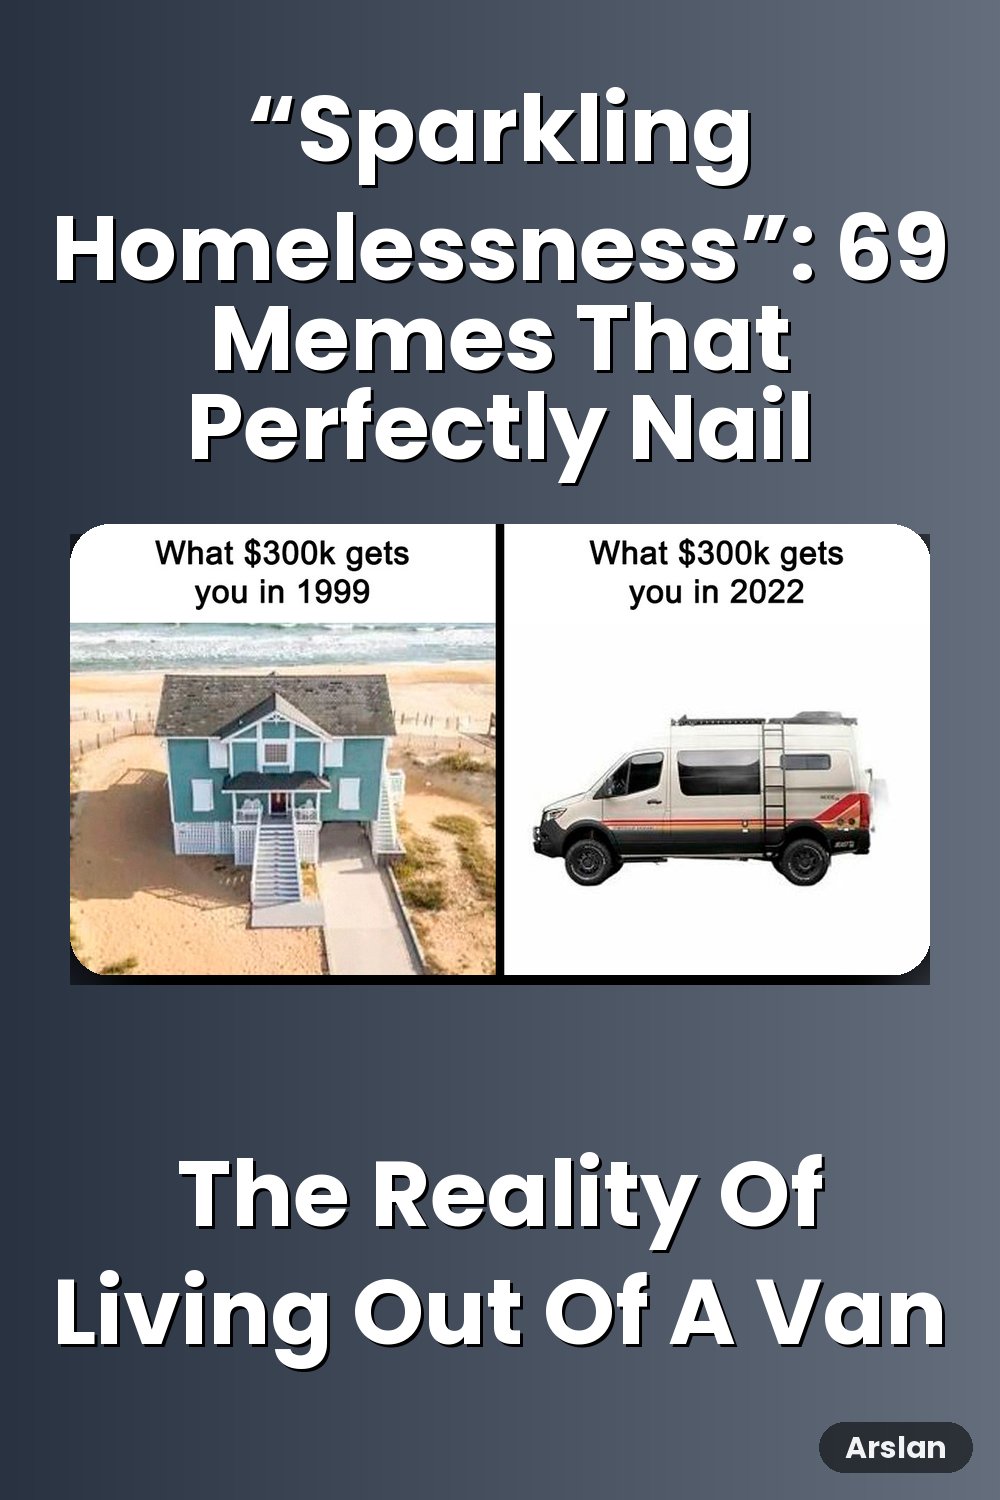 “Sparkling
Homelessness”: 69
Memes That
Perfectly Nail
What $300k gets
you in 1999
What $300k gets
you in 2022
The Reality Of
Living Out Of A Van
Arslan